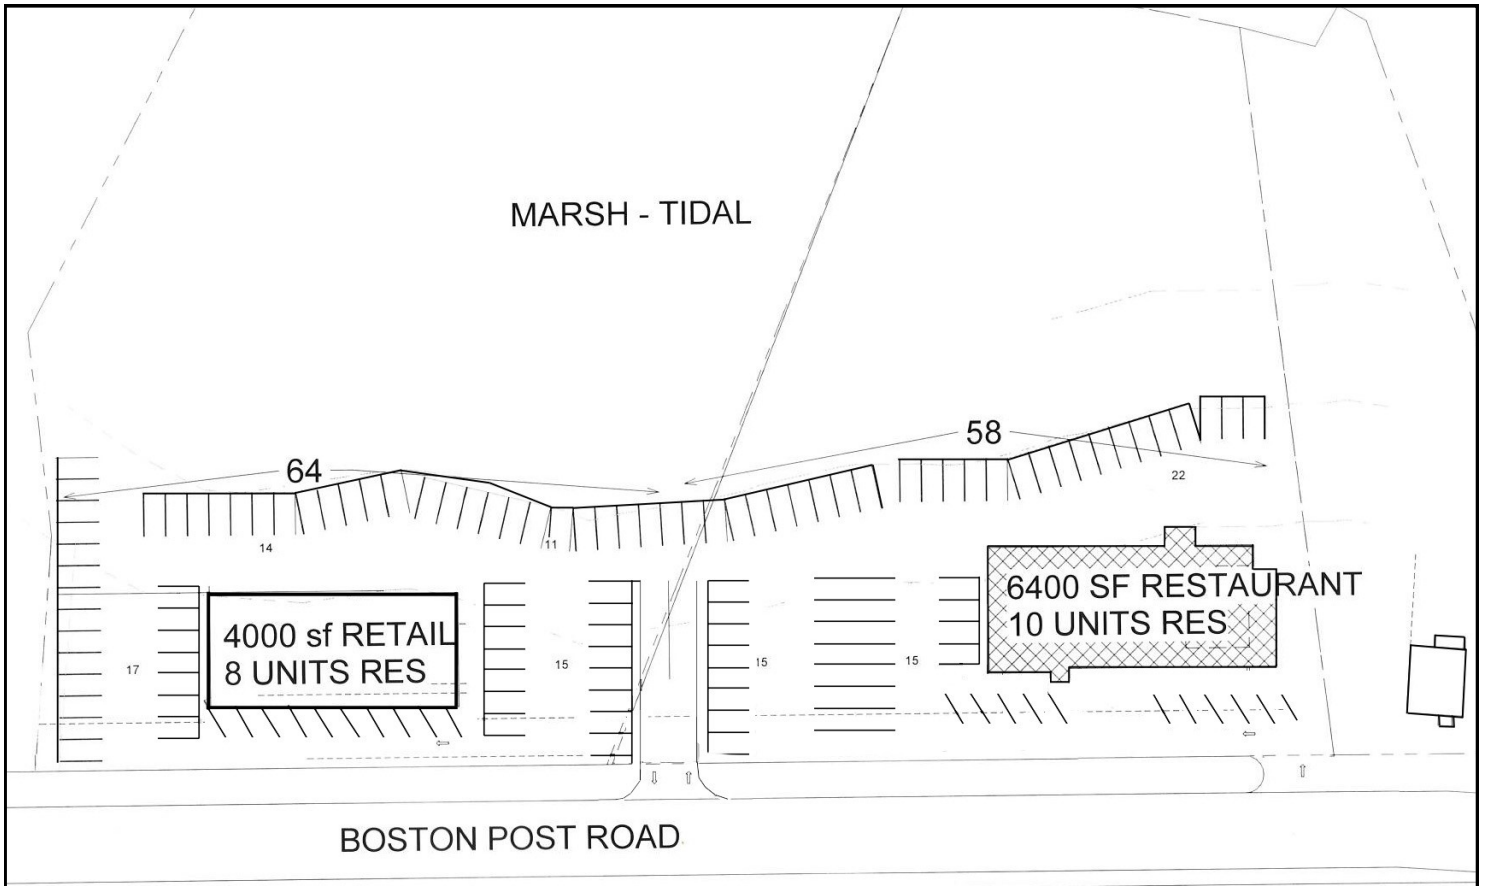 MARSH - TIDAL
58
64
22
14
11
6400 SF RESTAURANT
10 UNITS RES
4000 sf RETAIL
8 UNITS RES
17
15
15
15
BOSTON POST ROAD